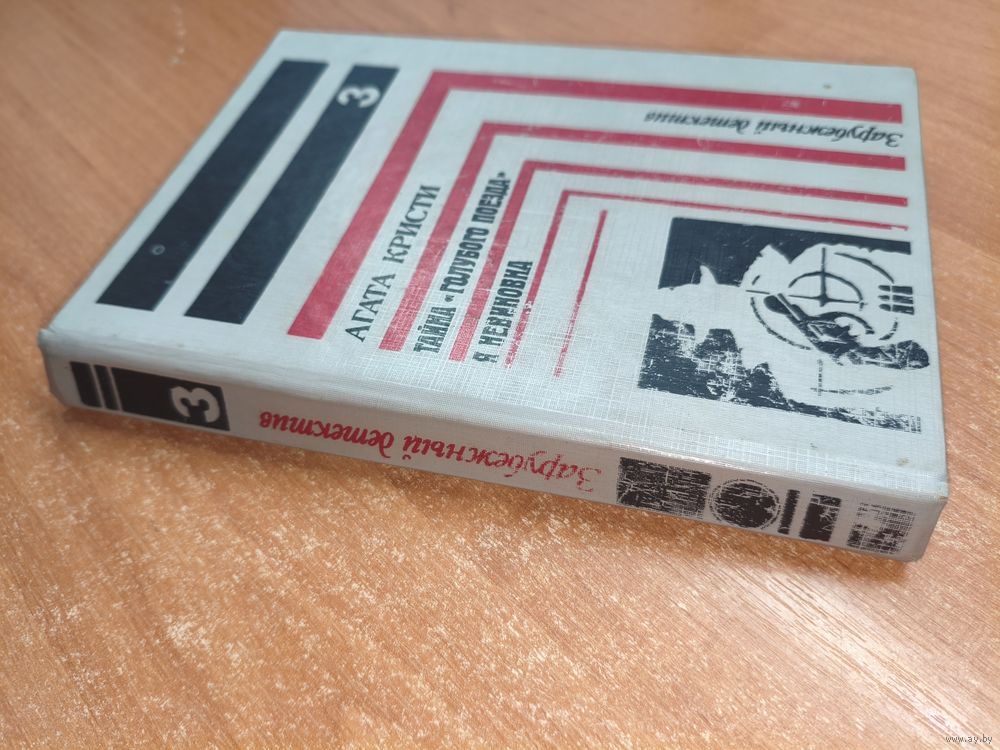 3
Зарубежный детектив
АГАТА КРИСТИ
ТАЙНА «ГОЛУБОГО ПОЕЗДА»
Я НЕВИНОВНА
3
Зарубежный детектив
www.ay.by